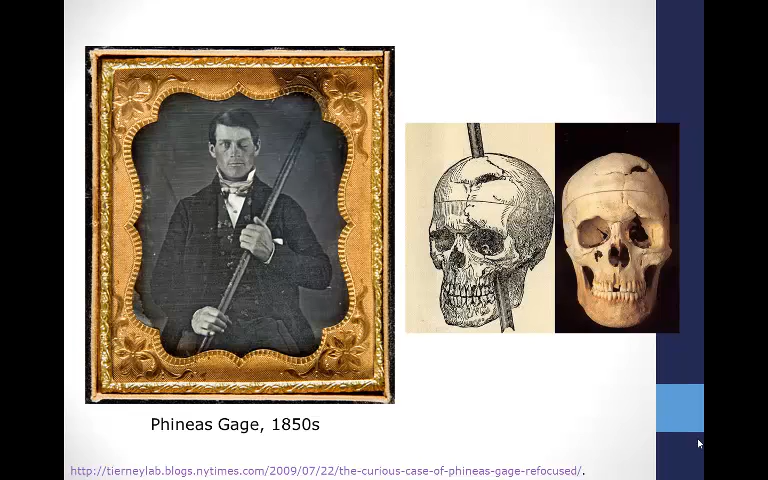 Phineas Gage, 1850s
http://tierneylab.blogs.nytimes.com/2009/07/22/the-curious-case-of-phineas-gage-refocused/.